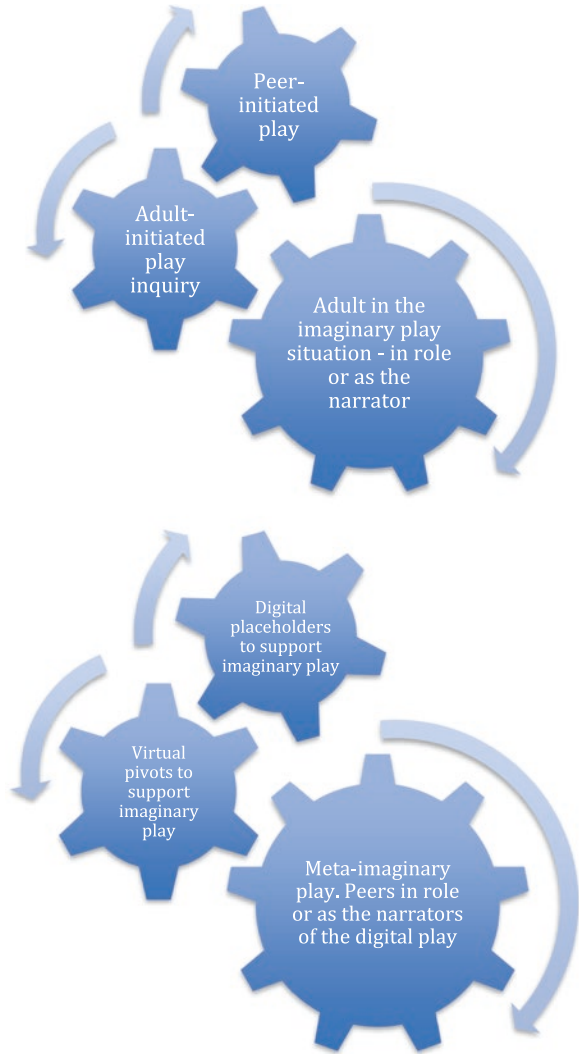 Peer-
initiated
play
Adult-
initiated
play
inquiry
Adult in the
imaginary play
situation - in role
or as the
narrator
Digital
placeholders
to support
imaginary play
Virtual
pivots to
support
imaginary
play
Meta-imaginary
play. Peers in role
or as the narrators
of the digital play